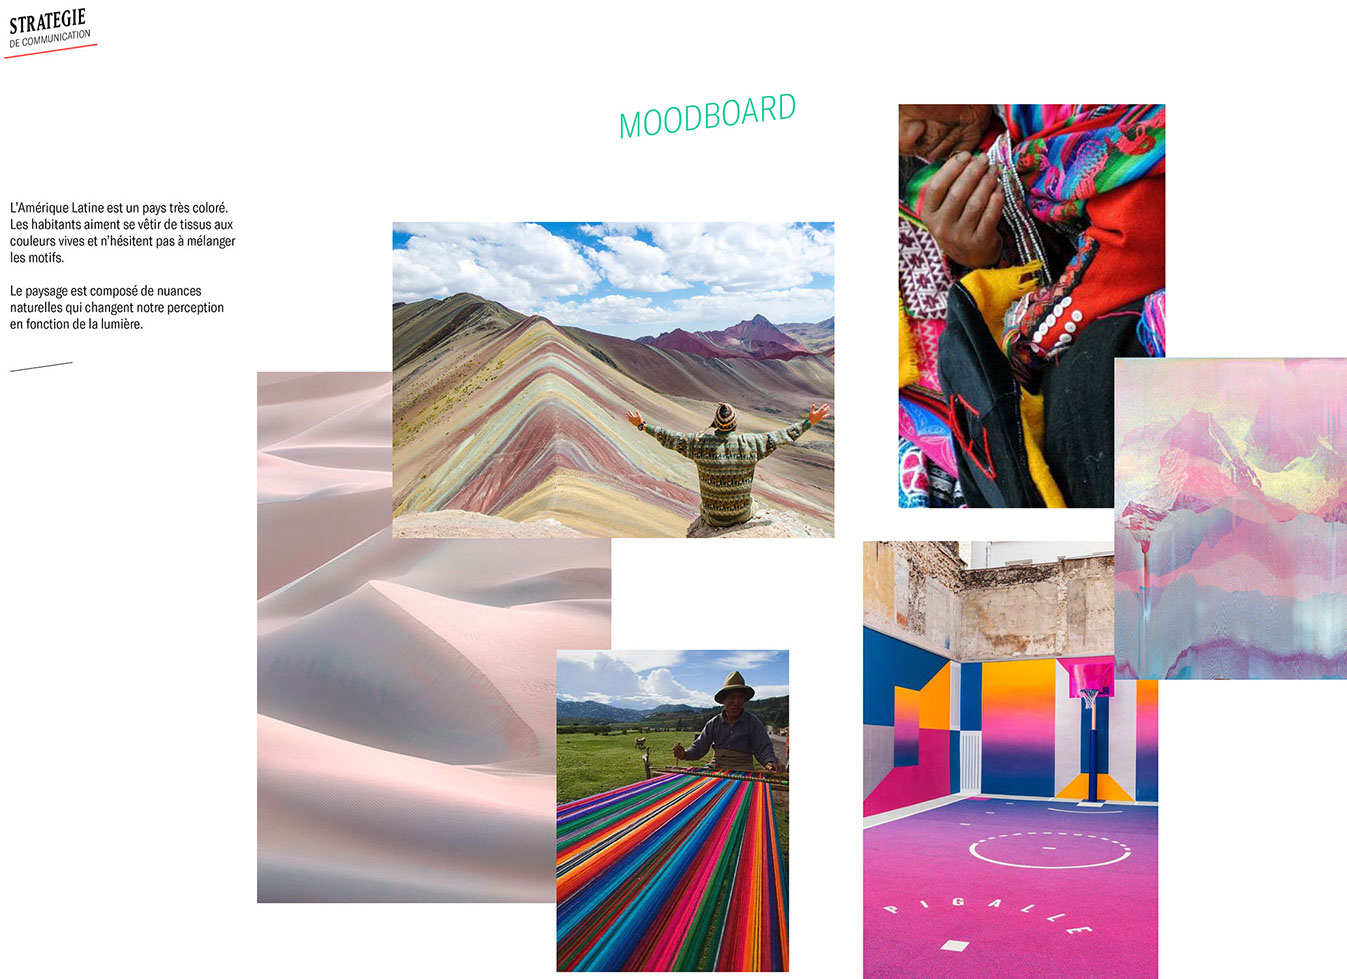 STRATEGIE
DE COMMUNICATION
MOODBOARD
L'Amérique Latine est un pays très coloré.
Les habitants aiment se vêtir de tissus aux
couleurs vives et n'hésitent pas à mélanger
les motifs.
Le paysage est composé de nuances
naturelles qui changent notre perception
en fonction de la lumière.
PIGALLE